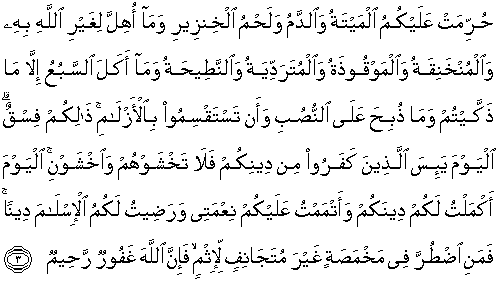 حُرِّمَتْ عَلَيْكُمُ الْمَيْتَةُ وَالدَّمُ وَلَحْمُ الْخِنزِيرِ وَمَآ أُهِلَّ لِغَيْرِ اللَّهِ بِهِۦ
وَالْمُنْخَنِقَةُ وَالْمَوْقُوذَةُ وَالْمُتَرَدِّيَةُ وَالنَّطِيحَةُ وَمَآ أَكَلَ السَّبُعُ إِلَّا مَا
ذَكَّيْتُمْ وَمَا ذُبِحَ عَلَى النُّصُبِ وَأَن تَسْتَقْسِمُوا۟ بِالْأَزْلَـٰمِ ۚ ذَٰلِكُمْ فِسْقٌ ۗ
الْيَوْمَ يَئِسَ الَّذِينَ كَفَرُوا۟ مِن دِينِكُمْ فَلَا تَخْشَوْهُمْ وَاخْشَوْنِ ۚ الْيَوْمَ
أَكْمَلْتُ لَكُمْ دِينَكُمْ وَأَتْمَمْتُ عَلَيْكُمْ نِعْمَتِى وَرَضِيتُ لَكُمُ الْإِسْلَـٰمَ دِينًا ۚ
فَمَنِ اضْطُرَّ فِى مَخْمَصَةٍ غَيْرَ مُتَجَانِفٍ لِّإِثْمٍ ۙ فَإِنَّ اللَّهَ غَفُورٌ رَّحِيمٌ ٣